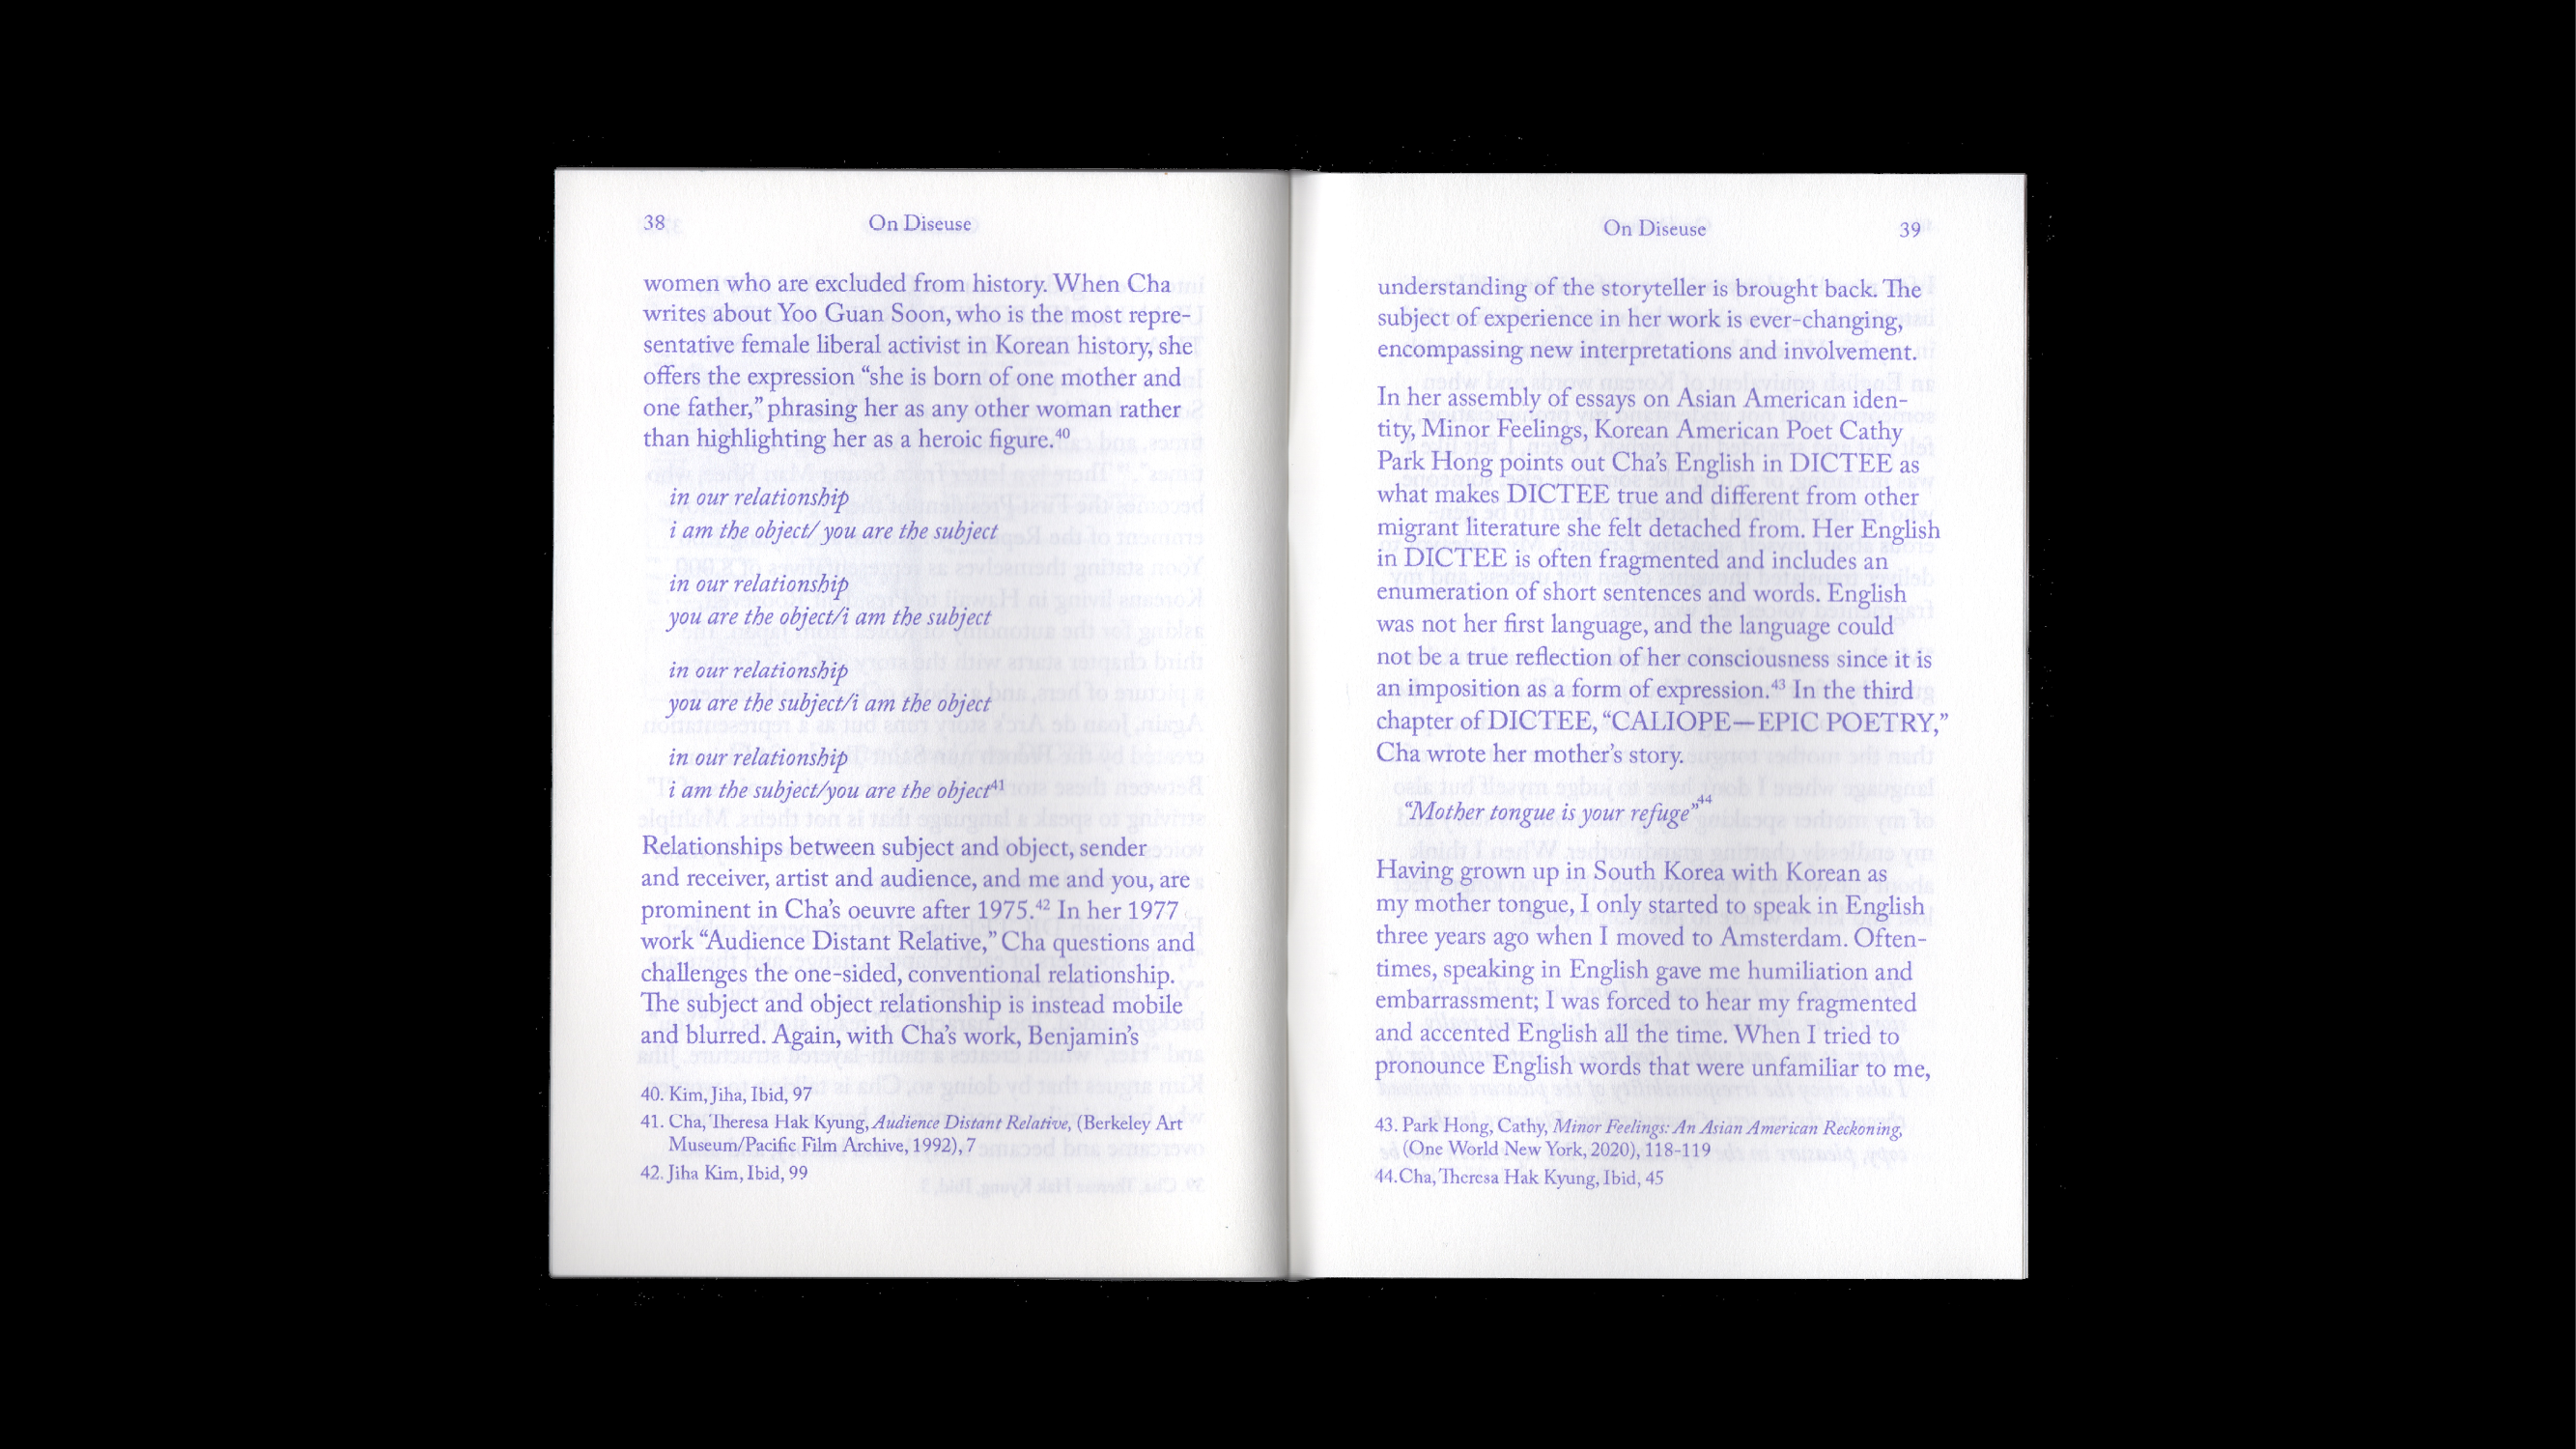 38
On Diseuse
women who are excluded from history. When Cha
writes about Yoo Guan Soon, who is the most repre-
sentative female liberal activist in Korean history, she
offers the expression “she is born of one mother and
one father,” phrasing her as any other woman rather
than highlighting her as a heroic figure.40
in our relationship
i am the object/ you are the subject
in our relationship
you are the object/i am the subject
in our relationship
you are the subject/i am the object
in our relationship
i am the subject/you are the object41
Relationships between subject and object, sender
and receiver, artist and audience, and me and you, are
prominent in Cha’s oeuvre after 1975.42 In her 1977
work “Audience Distant Relative,” Cha questions and
challenges the one-sided, conventional relationship.
The subject and object relationship is instead mobile
and blurred. Again, with Cha’s work, Benjamin’s
40. Kim, Jiha, Ibid, 97
41. Cha, Theresa Hak Kyung, Audience Distant Relative, (Berkeley Art
Museum/Pacific Film Archive, 1992), 7
42. Jiha Kim, Ibid, 99
On Diseuse
39
understanding of the storyteller is brought back. The
subject of experience in her work is ever-changing,
encompassing new interpretations and involvement.
In her assembly of essays on Asian American iden-
tity, Minor Feelings, Korean American Poet Cathy
Park Hong points out Cha’s English in DICTEE as
what makes DICTEE true and different from other
migrant literature she felt detached from. Her English
in DICTEE is often fragmented and includes an
enumeration of short sentences and words. English
was not her first language, and the language could
not be a true reflection of her consciousness since it is
an imposition as a form of expression.43 In the third
chapter of DICTEE, “CALIOPE—EPIC POETRY,”
Cha wrote her mother’s story.
“Mother tongue is your refuge”44
Having grown up in South Korea with Korean as
my mother tongue, I only started to speak in English
three years ago when I moved to Amsterdam. Often-
times, speaking in English gave me humiliation and
embarrassment; I was forced to hear my fragmented
and accented English all the time. When I tried to
pronounce English words that were unfamiliar to me,
43. Park Hong, Cathy, Minor Feelings: An Asian American Reckoning,
(One World New York, 2020), 118-119
44.Cha, Theresa Hak Kyung, Ibid, 45